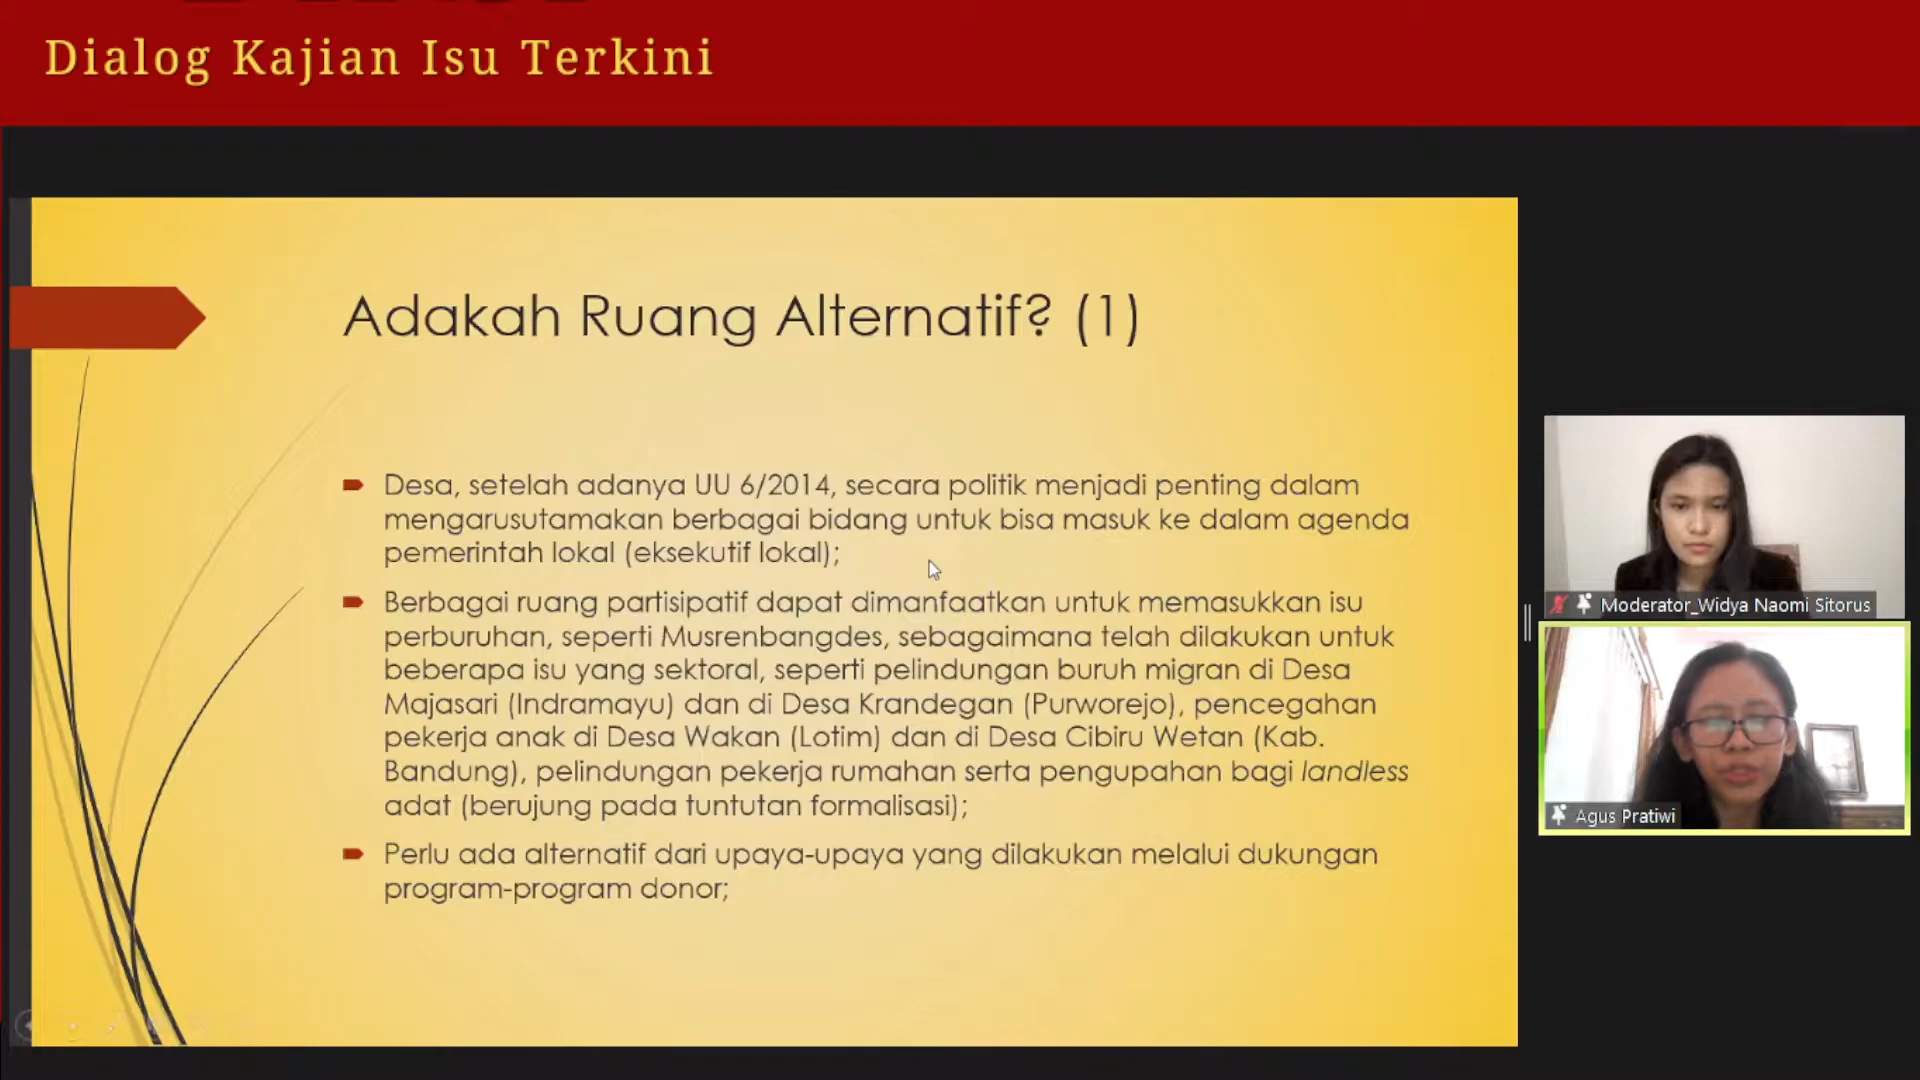 Dialog Kajian Isu Terkini
Adakah Ruang Alternatif? (1)
Desa, setelah adanya UU 6/2014, secara politik menjadi penting dalam
mengarusutamakan berbagai bidang untuk bisa masuk ke dalam agenda
pemerintah lokal (eksekutif lokal);
Berbagai ruang partisipatif dapat dimanfaatkan untuk memasukkan isu
perburuhan, seperti Musrenbangdes, sebagaimana telah dilakukan untuk
beberapa isu yang sektoral, seperti pelindungan buruh migran di Desa
Majasari (Indramayu) dan di Desa Krandegan (Purworejo), pencegahan
pekerja anak di Desa Wakan (Lotim) dan di Desa Cibiru Wetan (Kab.
Bandung), pelindungan pekerja rumahan serta pengupahan bagi landless
adat (berujung pada tuntutan formalisasi);
Perlu ada alternatif dari upaya-upaya yang dilakukan melalui dukungan
program-program donor;
Moderator_Widya Naomi Sitorus
Agus Pratiwi